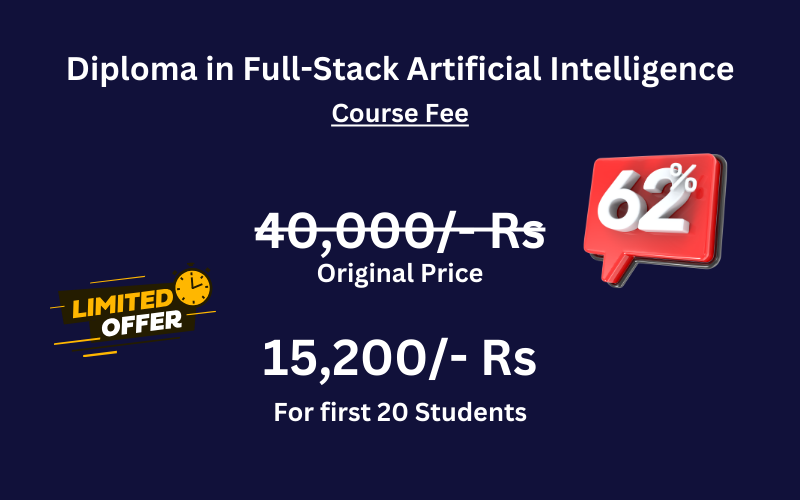 Diploma in Full-Stack Artificial Intelligence
Course Fee
40,000/- Rs
Original Price
62%
LIMITED
OFFER
15,200/- Rs
For first 20 Students